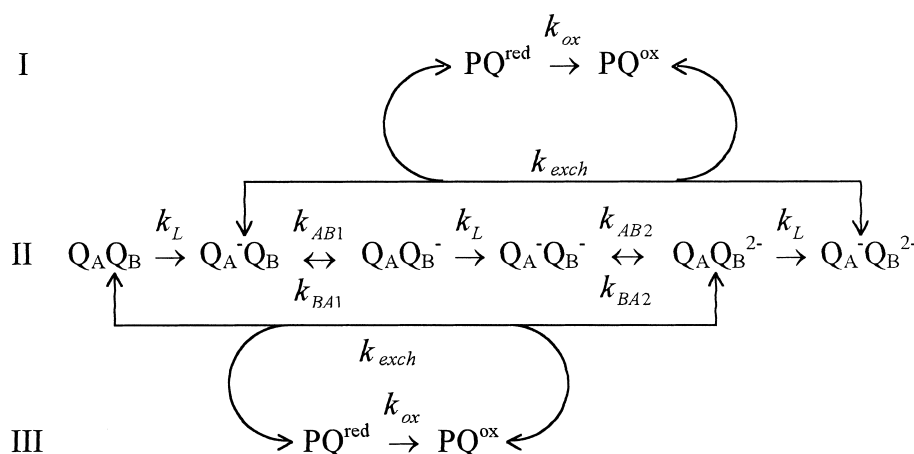 I PQ^red k_ox → PQ^ox
k_exch
k_L k_AB1 k_L k_AB2 k_L
II Q_AQ_B → Q_A^-Q_B ↔ Q_AQ_B^- → Q_A^-Q_B^- ↔ Q_AQ_B^2- → Q_A^-Q_B^2-
k_BA1 k_BA2
k_exch
k_ox
III PQ^red → PQ^ox